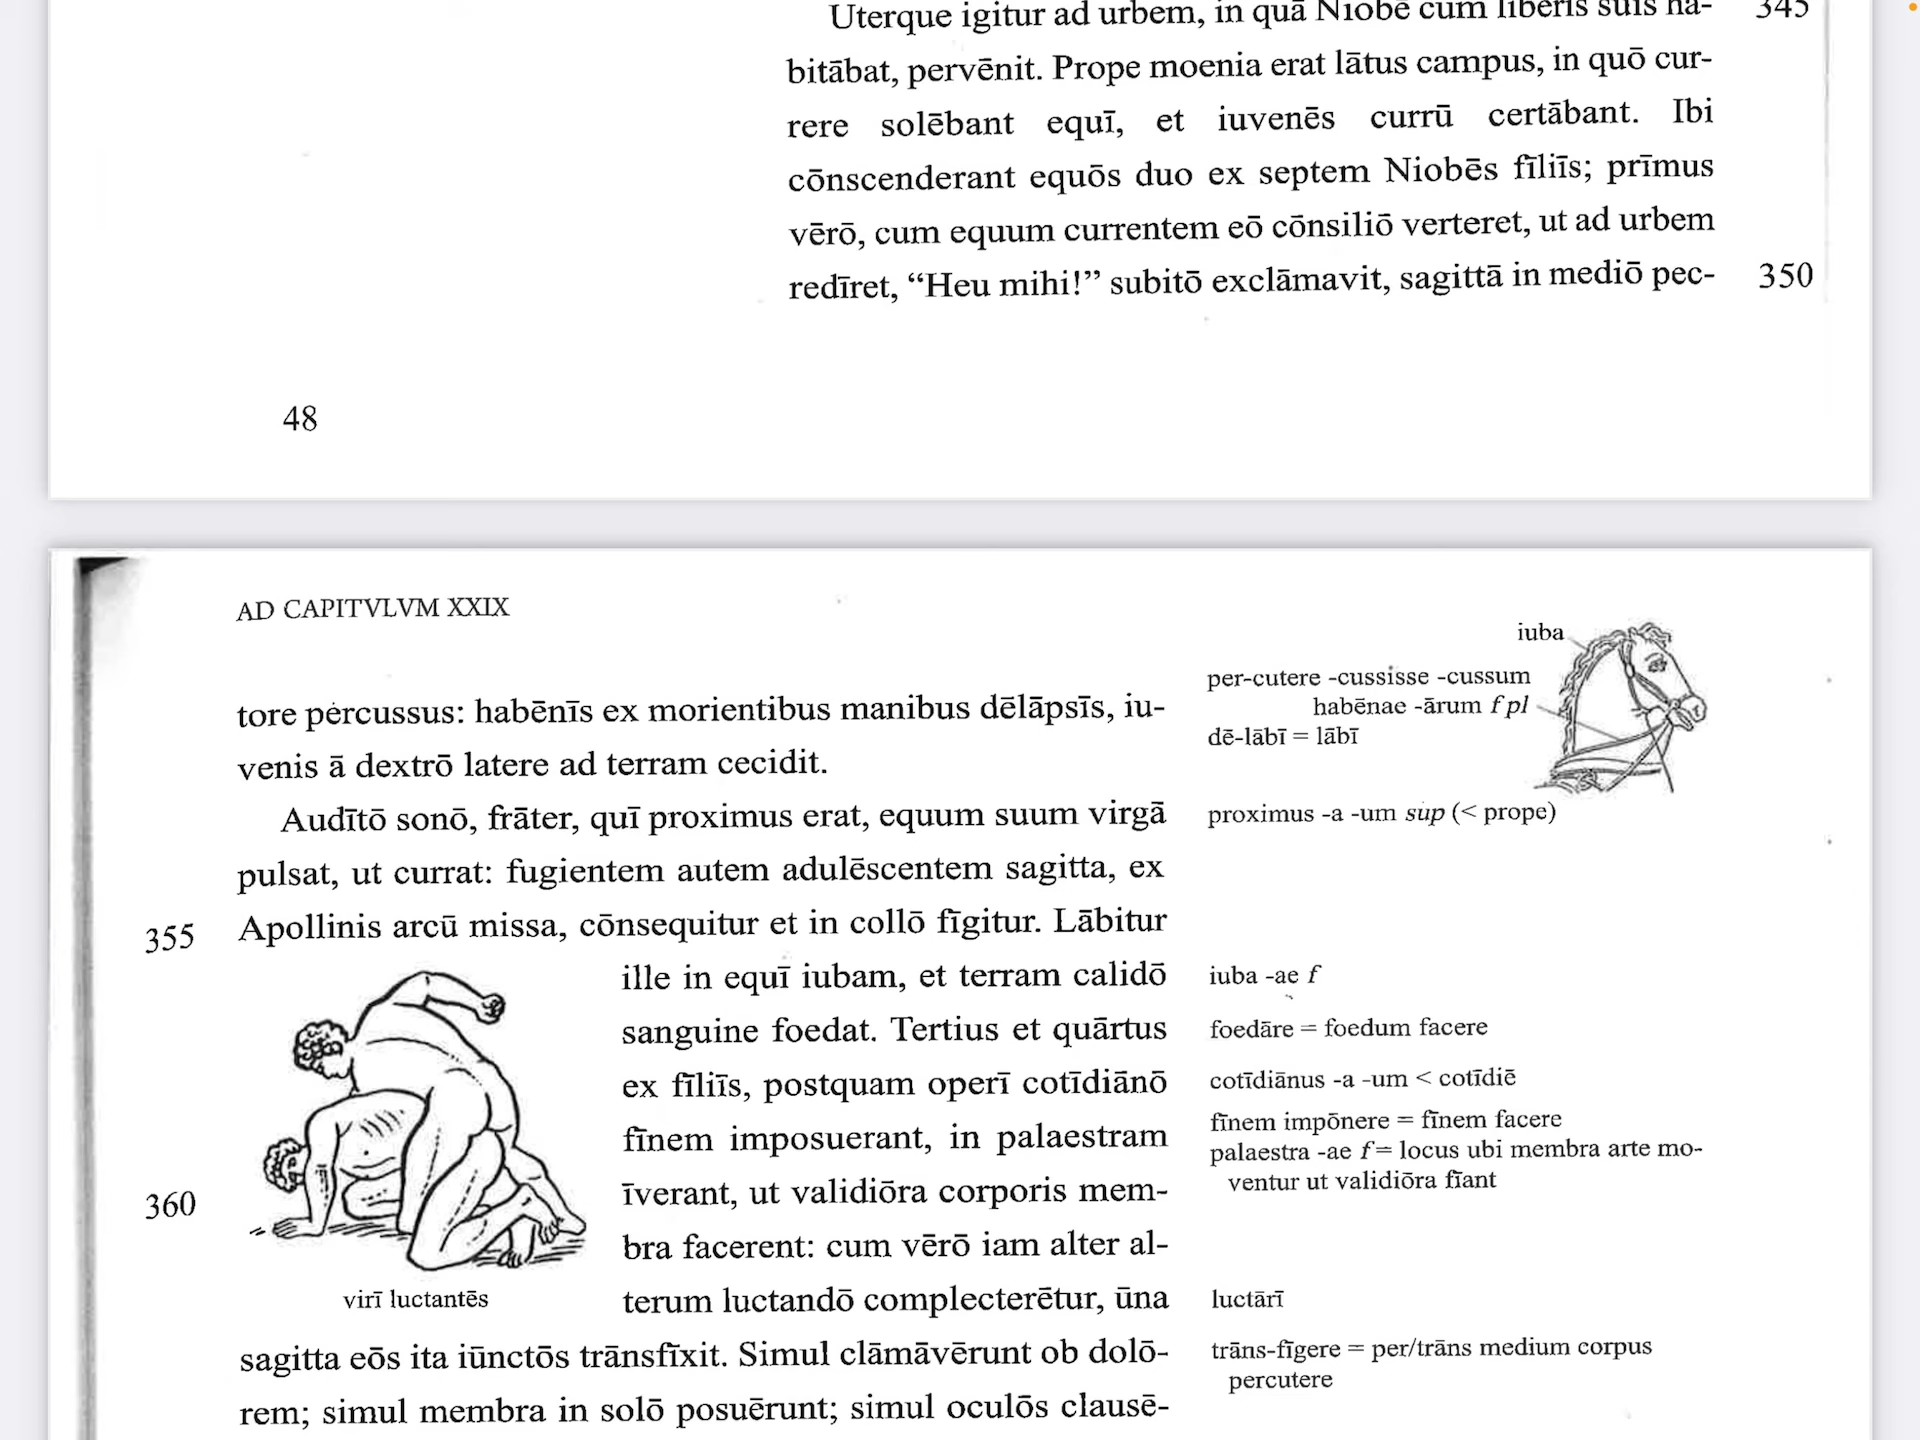 Uterque igitur ad urbem, in quā Niobē cum līberīs suīs ha-
345
bitābat, pervēnit. Prope moenia erat lātus campus, in quō cur-
rere solēbant equī, et iuvenēs currū certābant. Ibi
cōnscenderant equōs duo ex septem Niobēs fīliīs; prīmus
vērō, cum equum currentem eō cōnsiliō verteret, ut ad urbem
redīret, “Heu mihi!” subitō exclāmavit, sagittā in mediō pec-
350
48
AD CAPITVLVM XXIX
tore percussus: habēnīs ex morientibus manibus dēlāpsīs, iu-
venis ā dextrō latere ad terram cecidit.
Audītō sonō, frāter, quī proximus erat, equum suum virgā
pulsat, ut currat: fugientem autem adulēscentem sagitta, ex
355
Apollinis arcū missa, cōnsequitur et in collō fīgitur. Lābitur
ille in equī iubam, et terram calidō
sanguine foedat. Tertius et quārtus
ex fīliīs, postquam operī cotīdiānō
fīnem imposuerant, in palaestram
360
īverant, ut validiōra corporis mem-
bra facerent: cum vērō iam alter al-
terum luctandō complecterētur, ūna
sagitta eōs ita iūnctōs trānsfīxit. Simul clāmāvērunt ob dolō-
rem; simul membra in solō posuērunt; simul oculōs clausē-
virī luctantēs
iuba
per-cutere -cussisse -cussum
habēnae -ārum f pl
dē-lābī = lābī
proximus -a -um sup (< prope)
iuba -ae f
foedāre = foedum facere
cotīdiānus -a -um < cotīdiē
fīnem impōnere = fīnem facere
palaestra -ae f = locus ubi membra arte mo-
ventur ut validiōra fīant
luctārī
trāns-fīgere = per/trāns medium corpus
percutere